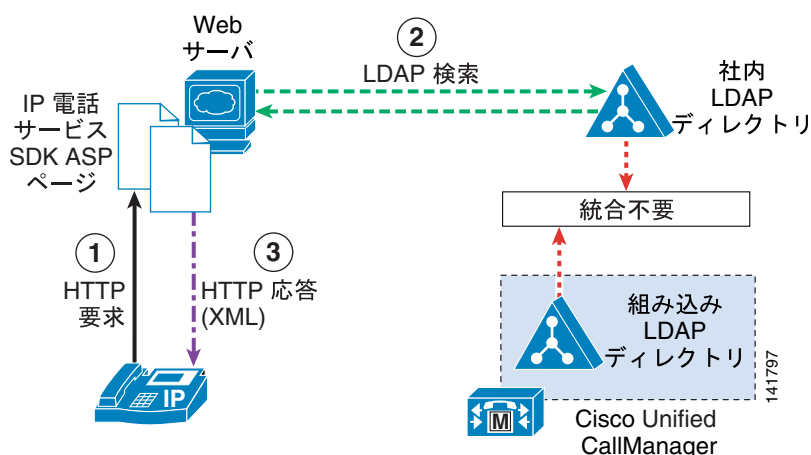 Web
サーバ
2
LDAP 検索
社内
LDAP
ディレクトリ
IP 電話
サービス
SDK ASP
ページ
統合不要
1
HTTP
要求
3
HTTP 応答
(XML)
組み込み
LDAP
ディレクトリ
141797
IP
M
Cisco Unified
CallManager